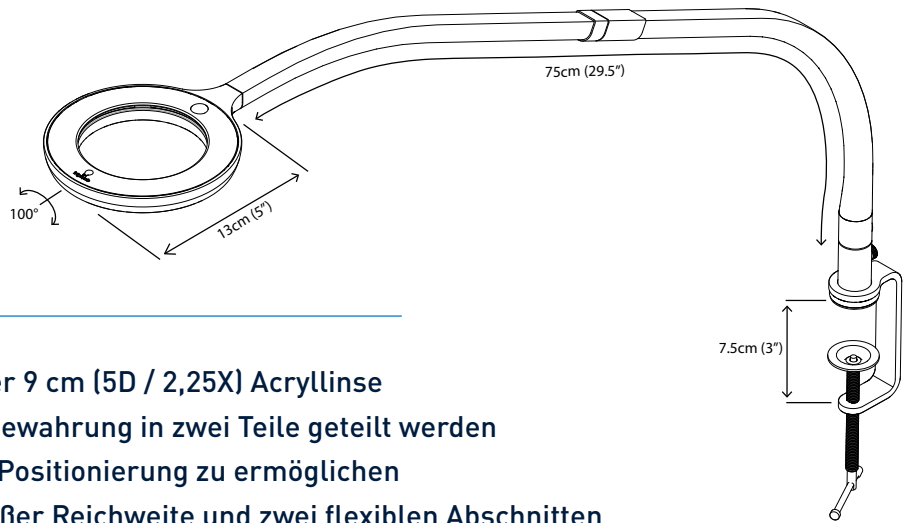 75cm (29.5")
100°
13cm (5")
7.5cm (3")
er 9 cm (5D / 2,25X) Acryllinse
ewahrung in zwei Teile geteilt werden
Positionierung zu ermöglichen
ßer Reichweite und zwei flexiblen Abschnitten